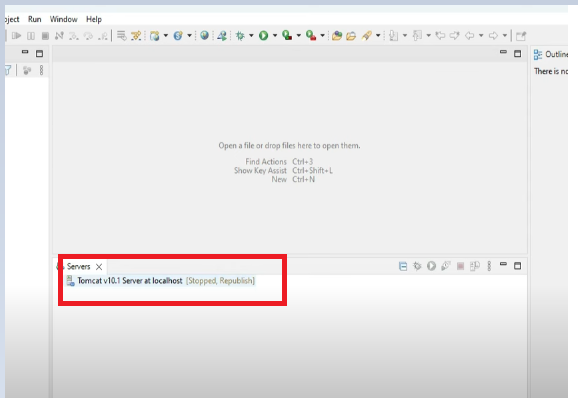 oject Run Window Help
Outline
There is no
Open a file or drop files here to open them.
Find Actions Ctrl+3
Show Key Assist Ctrl+Shift+L
New Ctrl+N
Servers
Tomcat v10.1 Server at localhost [Stopped, Republish]